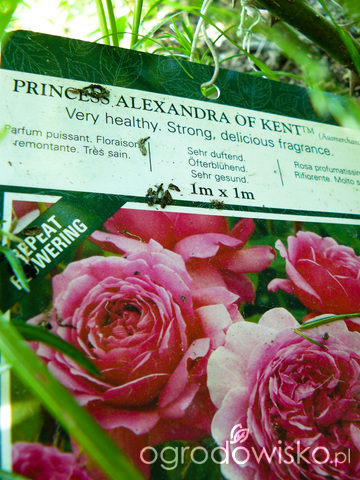 PRINCESS ALEXANDRA OF KENT™
Very healthy. Strong, delicious fragrance.
Parfum puissant. Floraison
remontante. Très sain.
Sehr duftend.
Öfterblühend.
Sehr gesund.
Rosa profumatissima
Rifiorente. Molto
1m x 1m
REPEAT
FLOWERING
ogrodowisko.pl